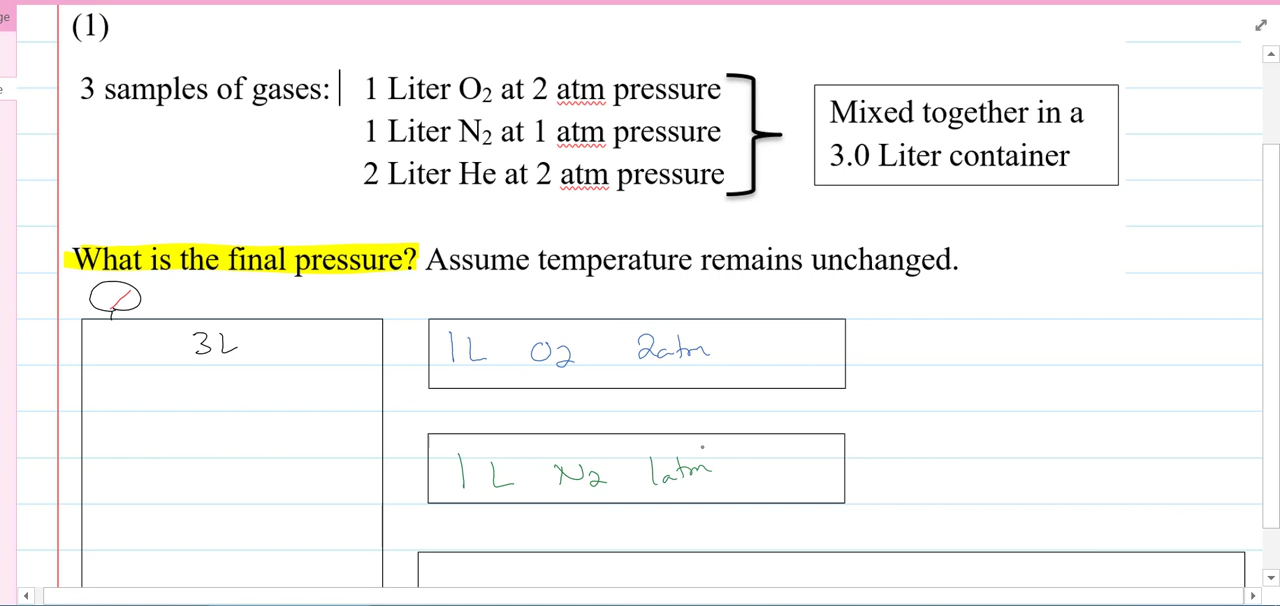 ge
(1)
3 samples of gases: 1 Liter O₂ at 2 atm pressure
1 Liter N₂ at 1 atm pressure
2 Liter He at 2 atm pressure
Mixed together in a
3.0 Liter container
What is the final pressure? Assume temperature remains unchanged.
3L
1L O2 2atm
1L N2 1atm